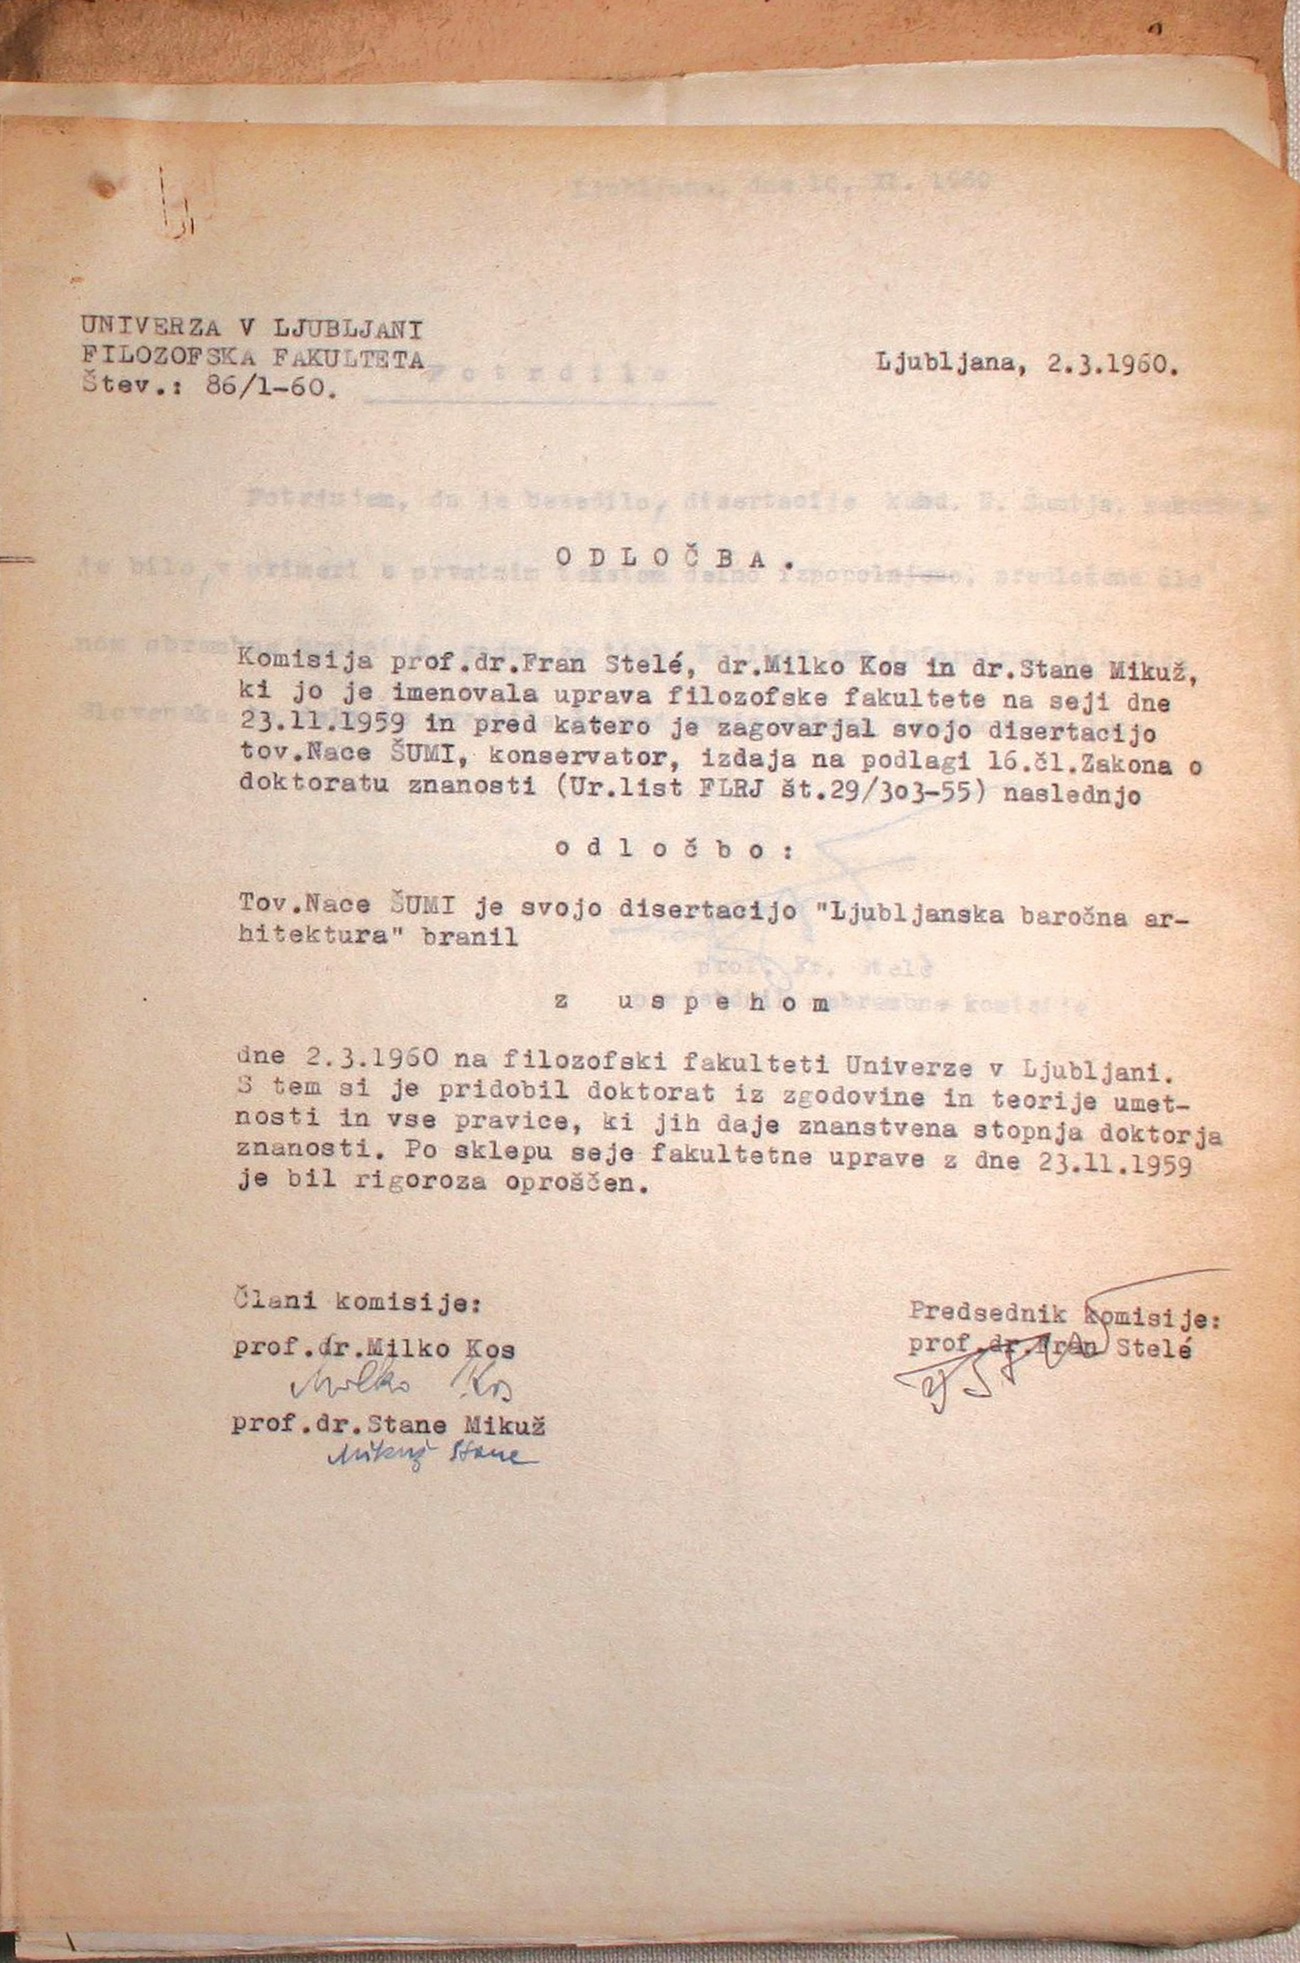 UNIVERZA V LJUBLJANI
FILOZOFSKA FAKULTETA
Štev.: 86/1-60.
Ljubljana, 2.3.1960.
ODLOČBA.
Komisija prof.dr.Fran Stelé, dr.Milko Kos in dr.Stane Mikuž,
ki jo je imenovala uprava filozofske fakultete na seji dne
23.11.1959 in pred katero je zagovarjal svojo disertacijo
tov.Nace ŠUMI, konservator, izdaja na podlagi 16.čl.Zakona o
doktoratu znanosti (Ur.list FLRJ št.29/303-55) naslednjo
odločbo:
Tov.Nace ŠUMI je svojo disertacijo "Ljubljanska baročna ar-
hitektura" branil
z uspehom
dne 2.3.1960 na filozofski fakulteti Univerze v Ljubljani.
S tem si je pridobil doktorat iz zgodovine in teorije umet-
nosti in vse pravice, ki jih daje znanstvena stopnja doktorja
znanosti. Po sklepu seje fakultetne uprave z dne 23.11.1959
je bil rigoroza oproščen.
Člani komisije:
prof.dr.Milko Kos
Milko Kos
prof.dr.Stane Mikuž
Mikuž Stane
Predsednik komisije:
prof.dr.Fran Stelé